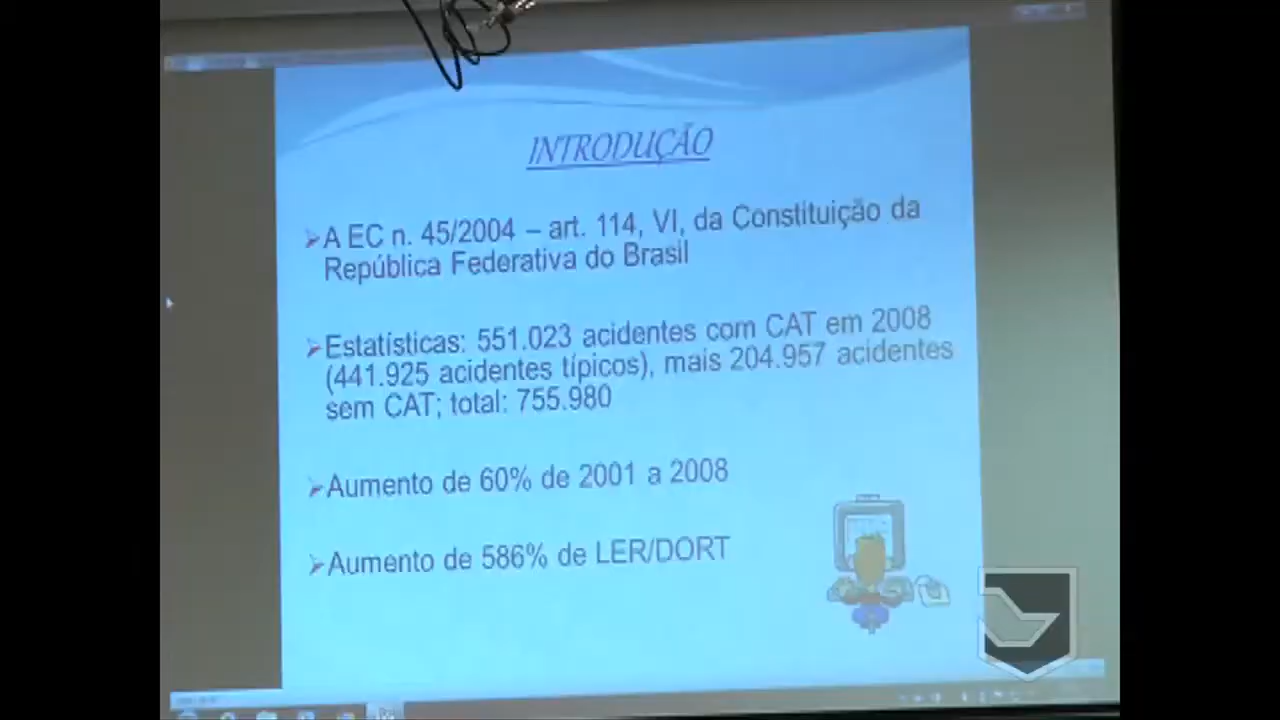 INTRODUÇÃO
➢A EC n. 45/2004 – art. 114, VI, da Constituição da
República Federativa do Brasil
➢Estatísticas: 551.023 acidentes com CAT em 2008
(441.925 acidentes típicos), mais 204.957 acidentes
sem CAT; total: 755.980
➢Aumento de 60% de 2001 a 2008
➢Aumento de 586% de LER/DORT